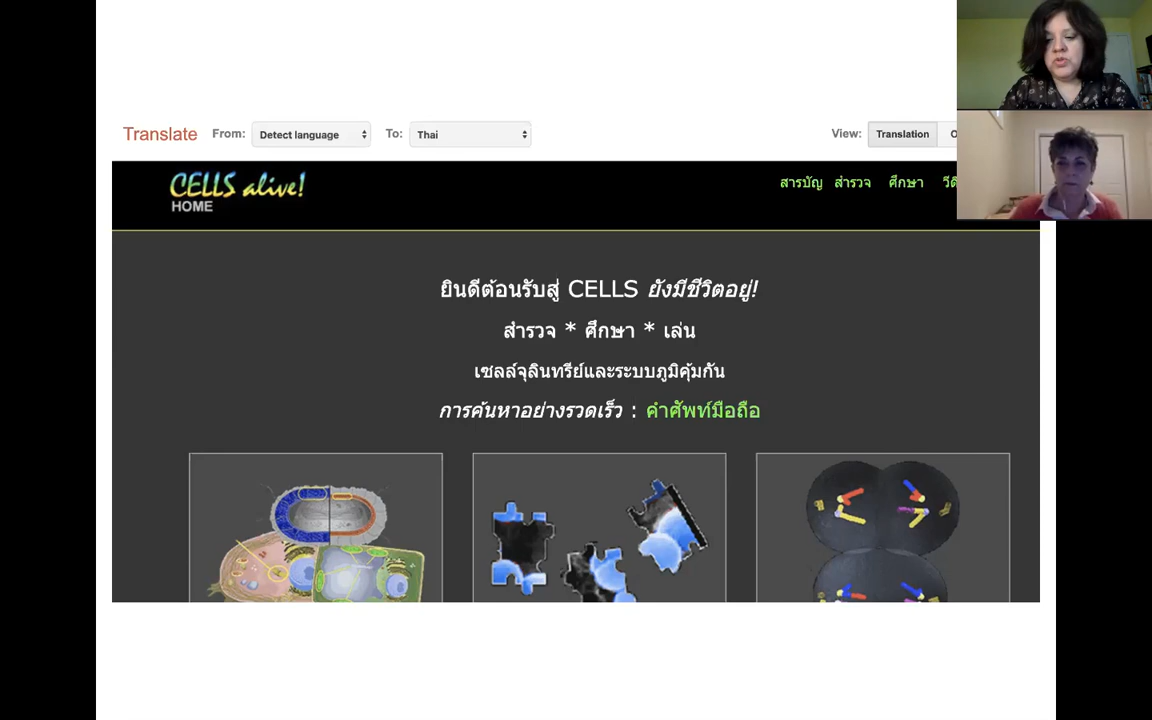 Translate From: Detect language To: Thai View: Translation
CELLS alive!
HOME
สารบัญ สำรวจ ศึกษา
ยินดีต้อนรับสู่ CELLS ยังมีชีวิตอยู่!
สำรวจ * ศึกษา * เล่น
เซลล์จุลินทรีย์และระบบภูมิคุ้มกัน
การค้นหาอย่างรวดเร็ว : คำศัพท์มือถือ